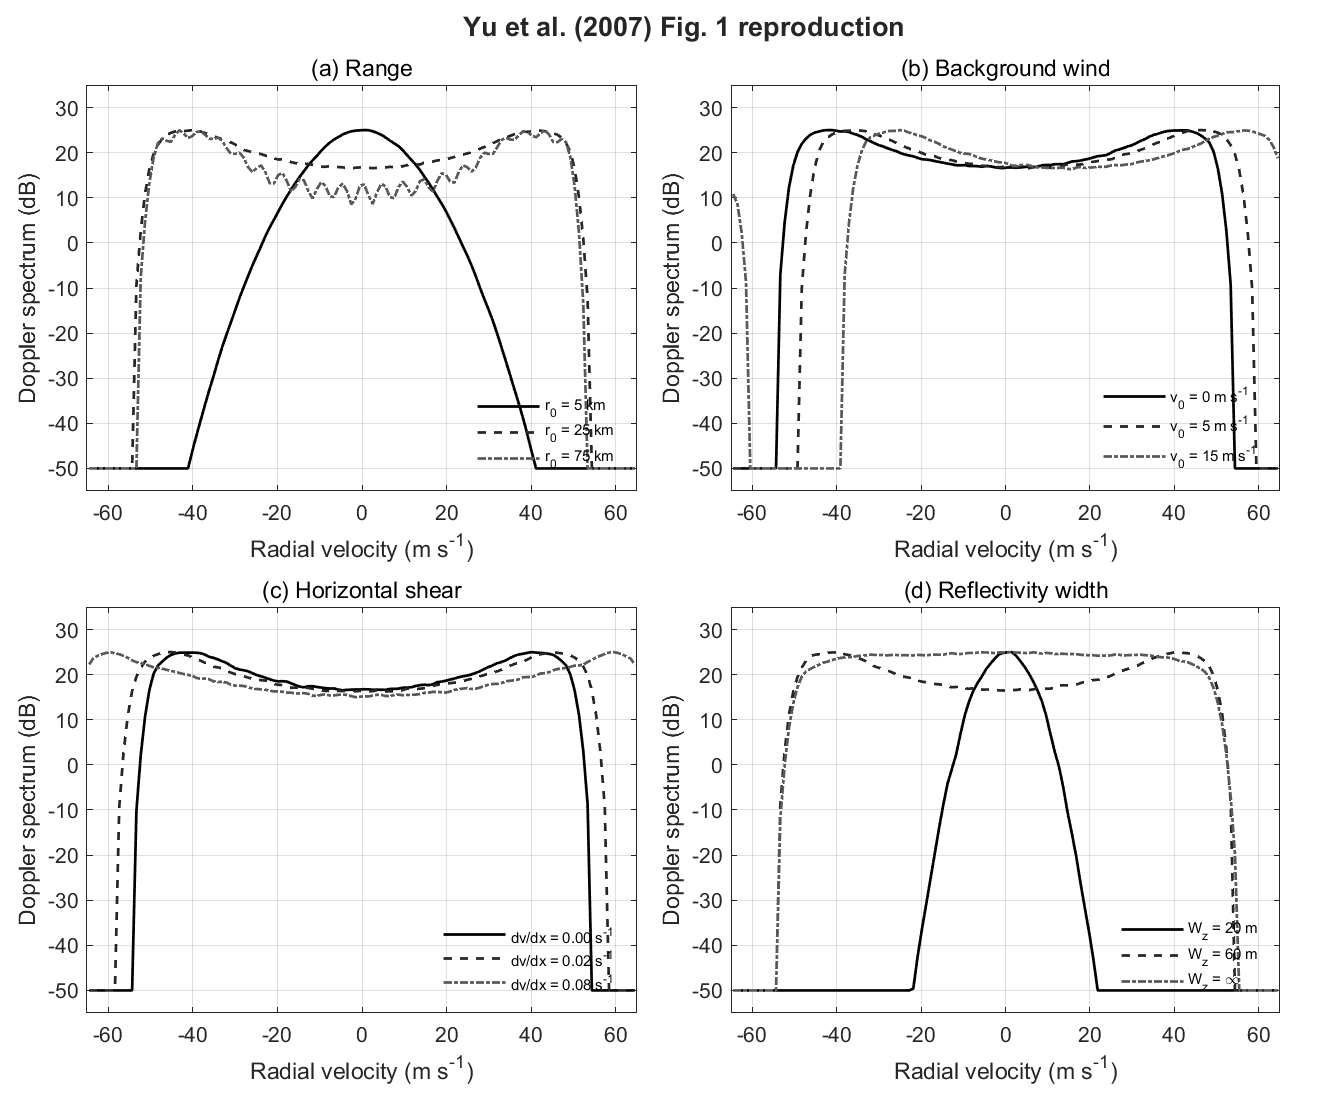 Yu et al. (2007) Fig. 1 reproduction
(a) Range
Doppler spectrum (dB)
30
20
10
0
-10
-20
-30
-40
-50
r0 = 5 km
r0 = 25 km
r0 = 75 km
-60 -40 -20 0 20 40 60
Radial velocity (m s-1)
(b) Background wind
Doppler spectrum (dB)
30
20
10
0
-10
-20
-30
-40
-50
v0 = 0 m s-1
v0 = 5 m s-1
v0 = 15 m s-1
-60 -40 -20 0 20 40 60
Radial velocity (m s-1)
(c) Horizontal shear
Doppler spectrum (dB)
30
20
10
0
-10
-20
-30
-40
-50
dv/dx = 0.00 s-1
dv/dx = 0.02 s-1
dv/dx = 0.08 s-1
-60 -40 -20 0 20 40 60
Radial velocity (m s-1)
(d) Reflectivity width
Doppler spectrum (dB)
30
20
10
0
-10
-20
-30
-40
-50
Wz = 20 m
Wz = 60 m
Wz = ∞
-60 -40 -20 0 20 40 60
Radial velocity (m s-1)